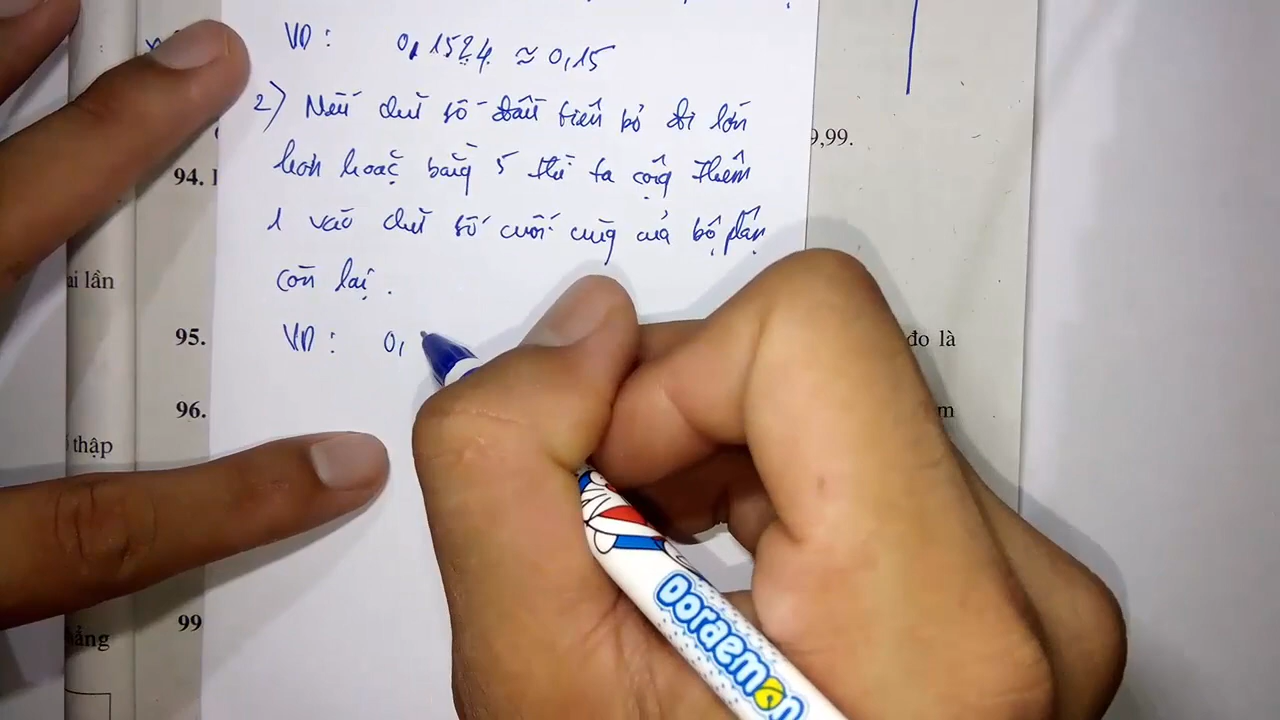 VD : 0,1524 ≈ 0,15
2) Nếu chữ số đầu tiên bỏ đi lớn
hơn hoặc bằng 5 thì ta cộng thêm
1 vào chữ số cuối cùng của bộ phận
còn lại .
VD : 0,
9,99.
94.
ai lần
95.
đo là
96.
thập
99
ẳng
Doraemon